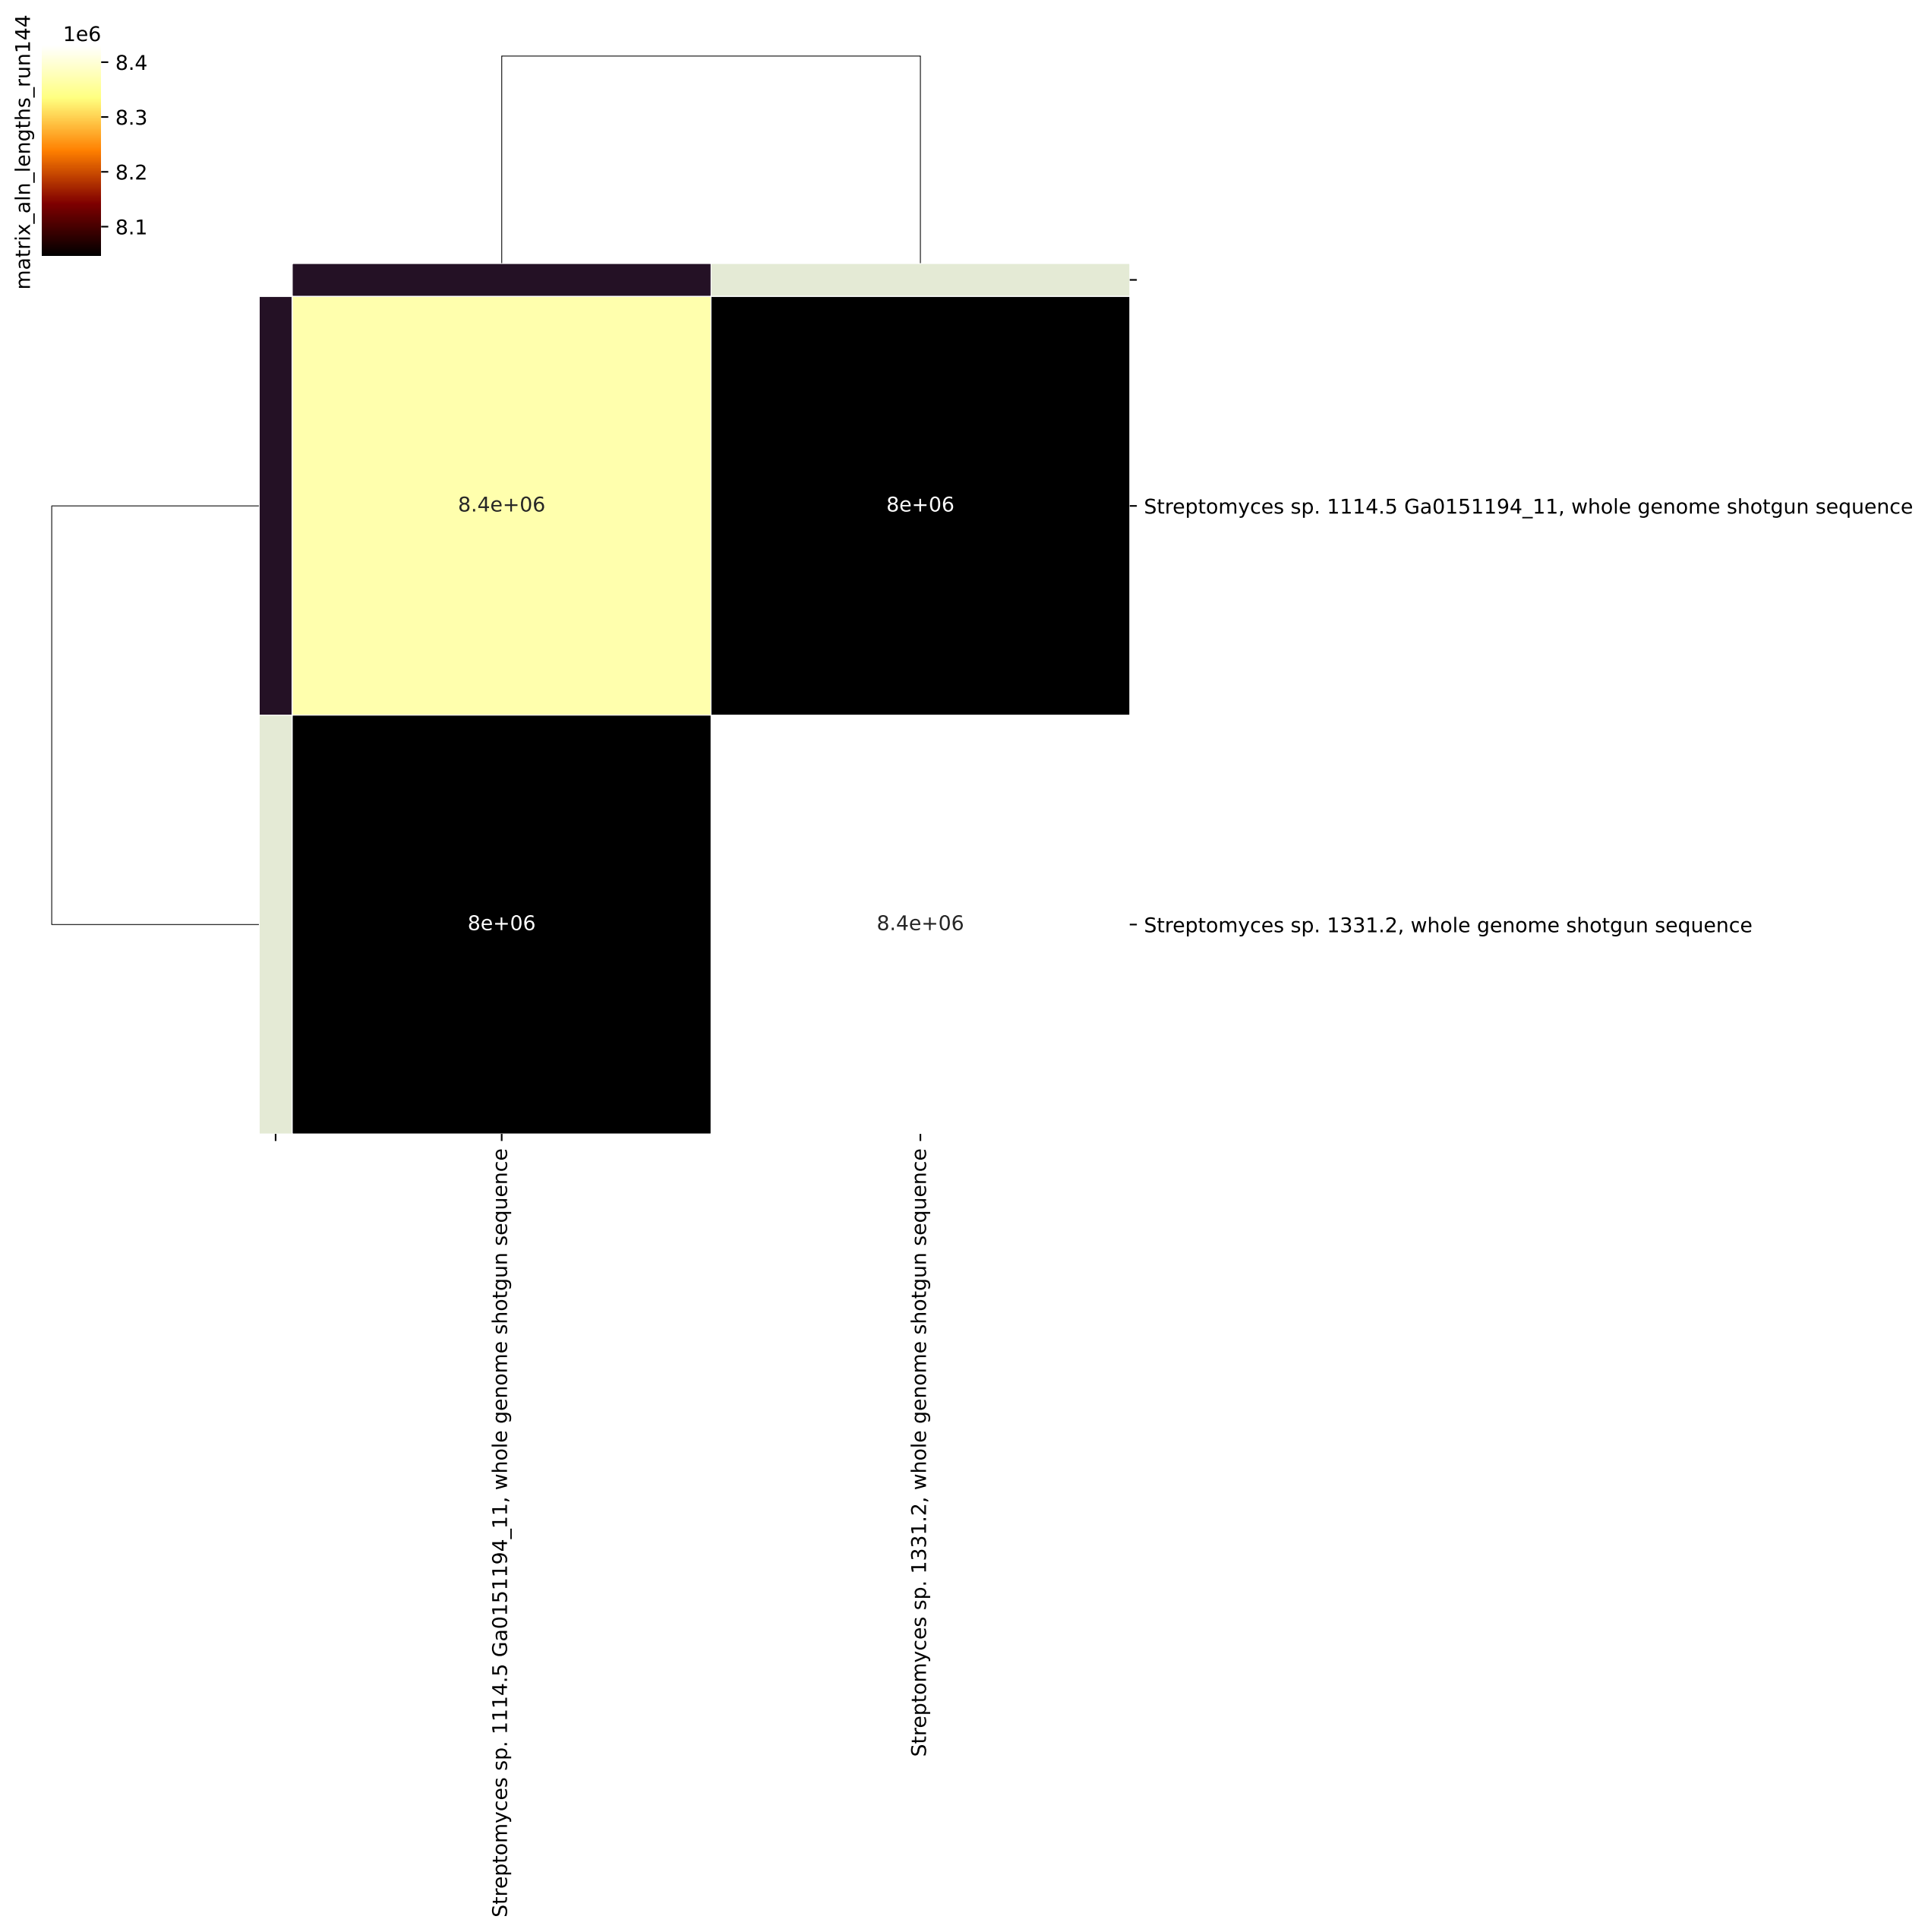 matrix_aln_lengths_run144
1e6
8.4
8.3
8.2
8.1
8.4e+06
8e+06
Streptomyces sp. 1114.5 Ga0151194_11, whole genome shotgun sequence
8e+06
8.4e+06
Streptomyces sp. 1331.2, whole genome shotgun sequence
Streptomyces sp. 1114.5 Ga0151194_11, whole genome shotgun sequence
Streptomyces sp. 1331.2, whole genome shotgun sequence